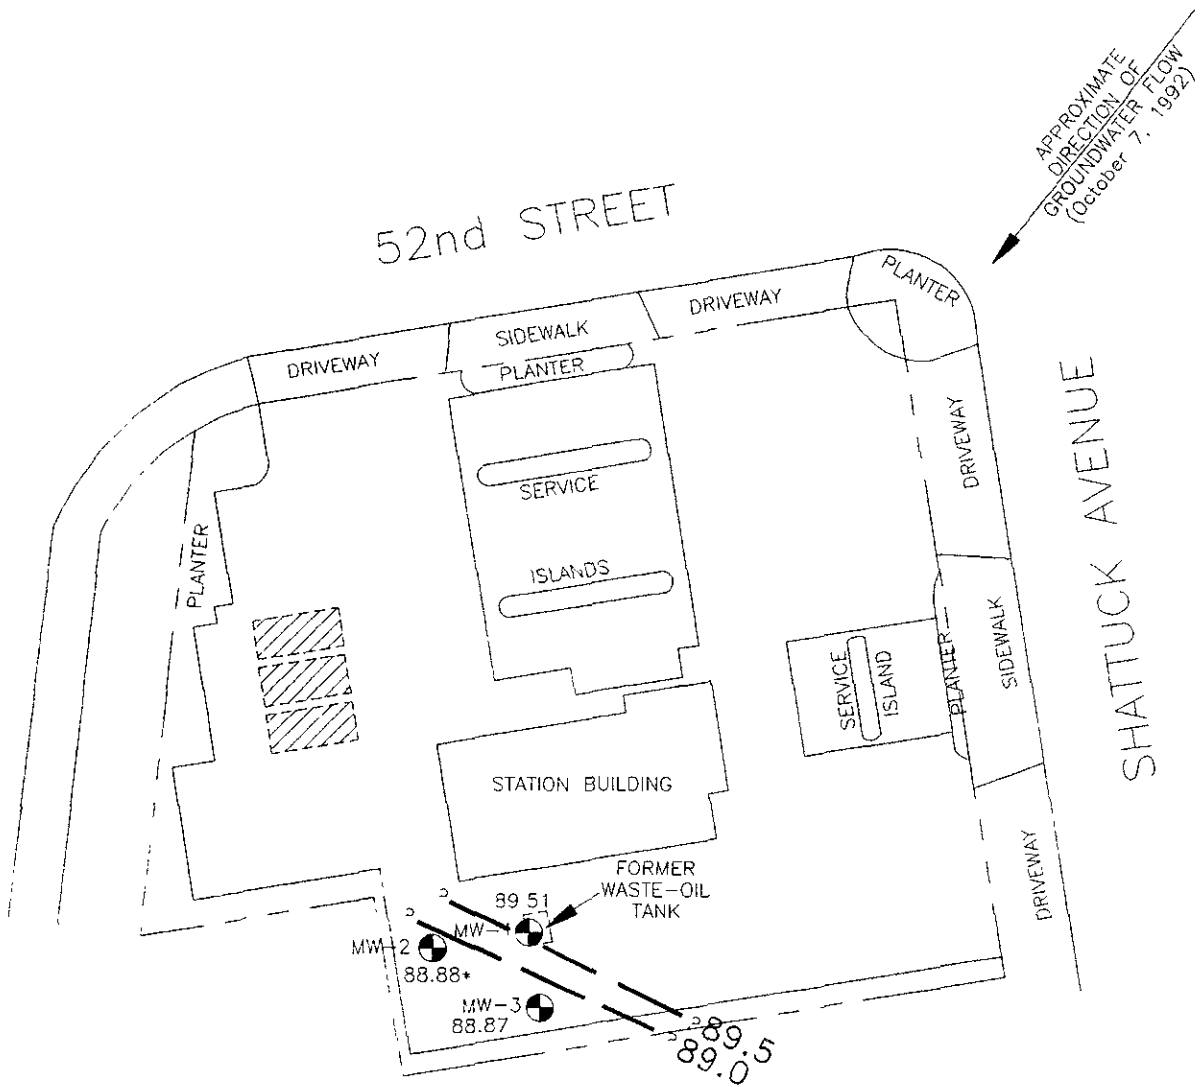 APPROXIMATE
DIRECTION OF
GROUNDWATER FLOW
(October 7, 1992)
52nd STREET
PLANTER
DRIVEWAY
SIDEWALK
DRIVEWAY
PLANTER
SHATTUCK AVENUE
DRIVEWAY
SERVICE
PLANTER
ISLANDS
SERVICE
ISLAND
PLANTER
SIDEWALK
STATION BUILDING
DRIVEWAY
FORMER
WASTE-OIL
TANK
89 51
MW-1
MW-2
88.88*
MW-3
88.87
89.5
89.0